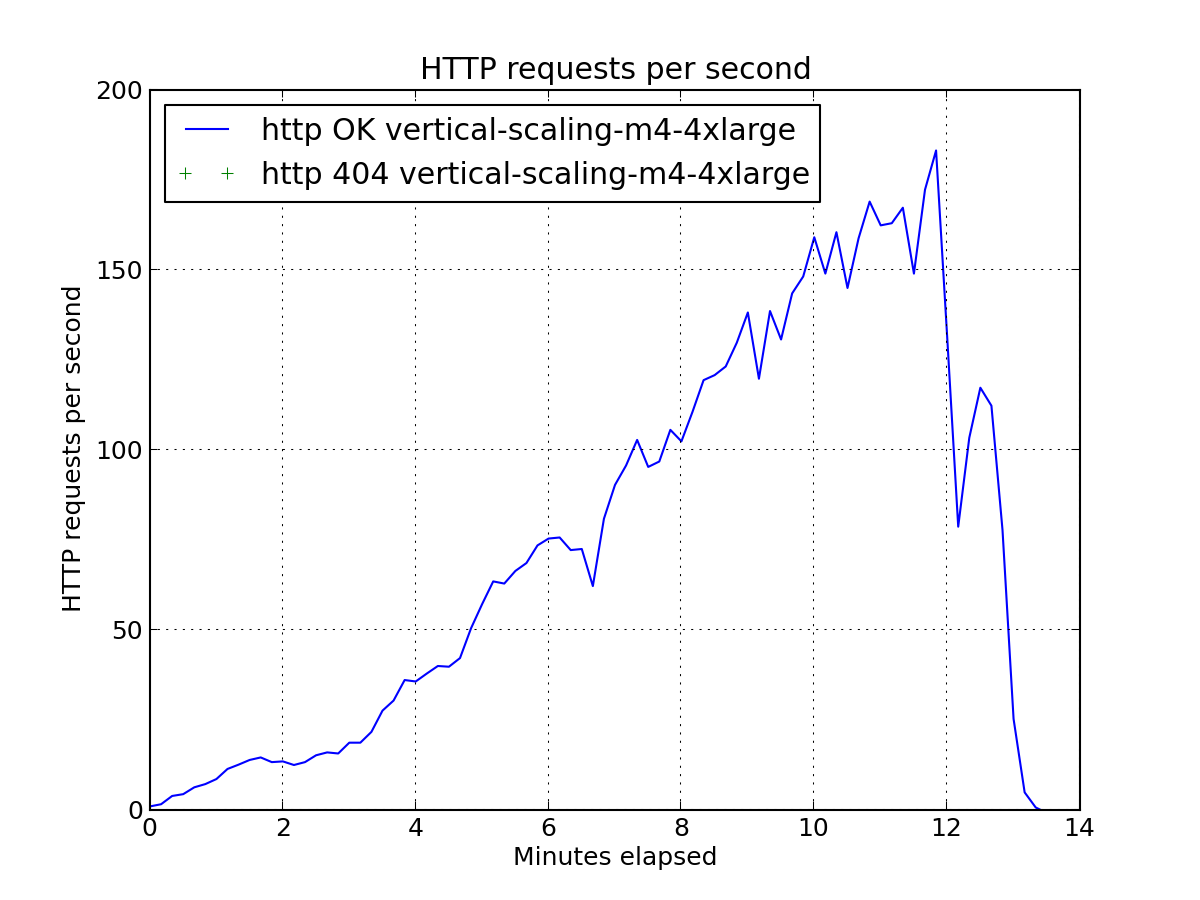 HTTP requests per second
200
http OK vertical-scaling-m4-4xlarge
http 404 vertical-scaling-m4-4xlarge
150
100
50
0
HTTP requests per second
0 2 4 6 8 10 12 14
Minutes elapsed